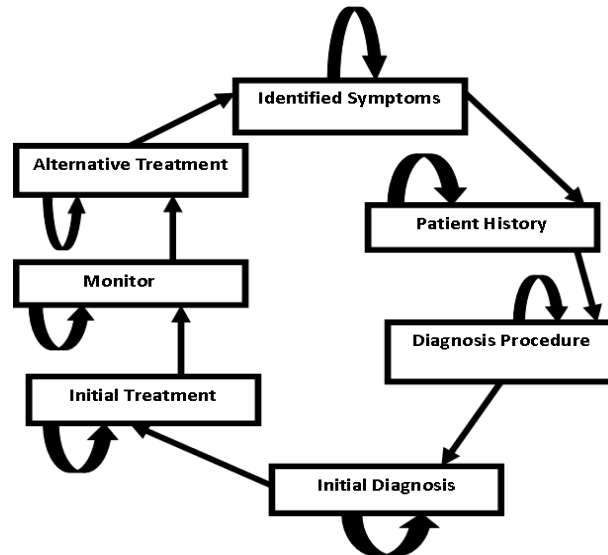 Identified Symptoms
Alternative Treatment
Patient History
Monitor
Diagnosis Procedure
Initial Treatment
Initial Diagnosis